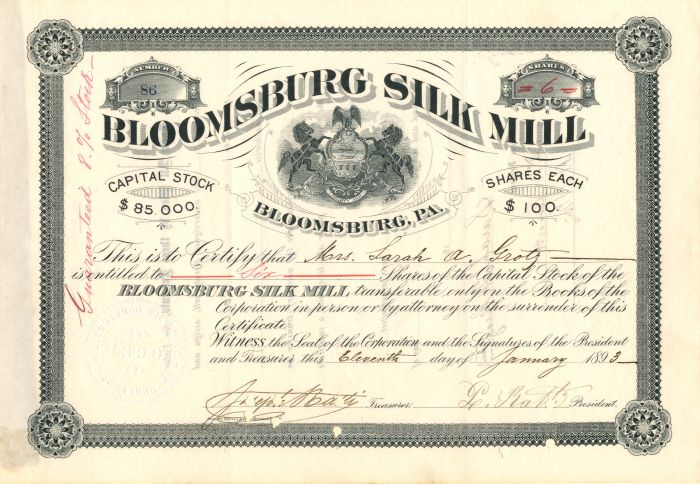 NUMBER
86
SHARES
= 6 =
BLOOMSBURG SILK MILL
CAPITAL STOCK
$ 85.000.
SHARES EACH
$ 100.
BLOOMSBURG, PA.
Guaranteed 8 % Stock
This is to Certify that Mrs. Sarah A. Grotz
is entitled to Six Shares of the Capital Stock of the
BLOOMSBURG SILK MILL transferable only on the Books of the
Corporation in person or by attorney on the surrender of this
Certificate.
Witness, the Seal of the Corporation and the Signatures of the President
and Treasurer this Eleventh day of January 1893
Joseph Ratti Treasurer. President.